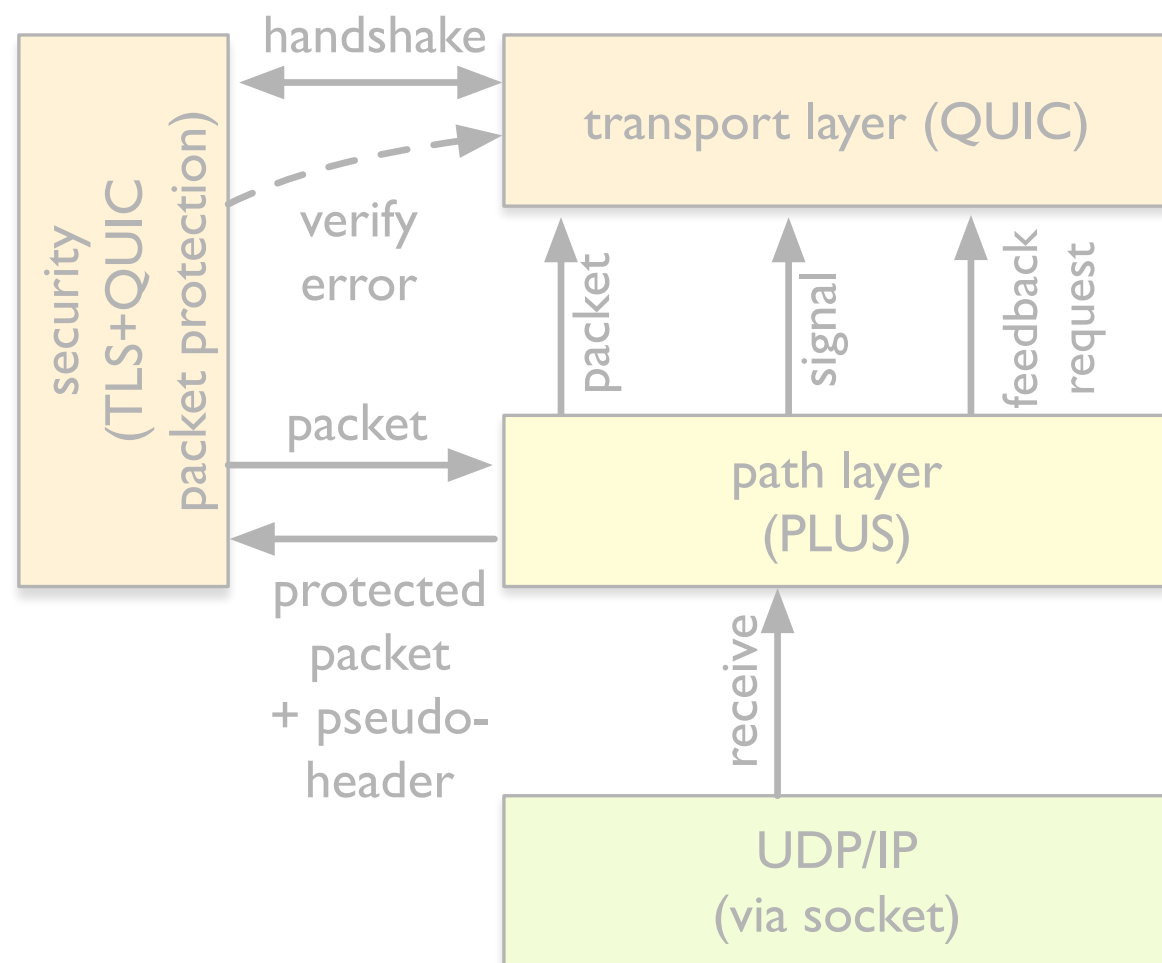 handshake
transport layer (QUIC)
security
(TLS+QUIC
packet protection)
verify
error
packet
signal
feedback
request
packet
path layer
(PLUS)
protected
packet
+ pseudo-
header
receive
UDP/IP
(via socket)